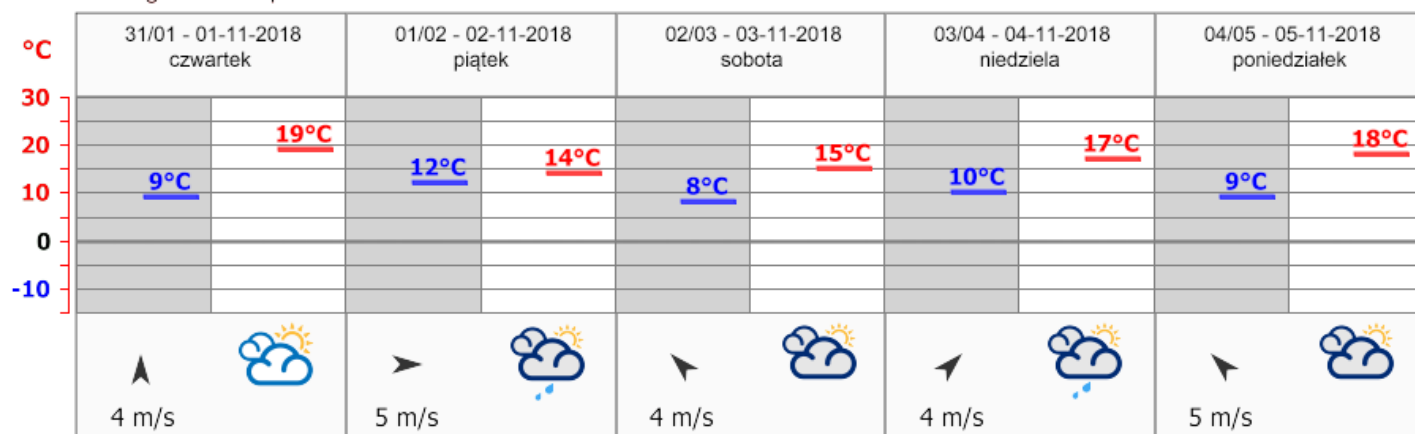 °C
31/01 - 01-11-2018
czwartek
01/02 - 02-11-2018
piątek
02/03 - 03-11-2018
sobota
03/04 - 04-11-2018
niedziela
04/05 - 05-11-2018
poniedziałek
30
20
10
0
-10
9°C
19°C
12°C
14°C
8°C
15°C
10°C
17°C
9°C
18°C
4 m/s
5 m/s
4 m/s
4 m/s
5 m/s